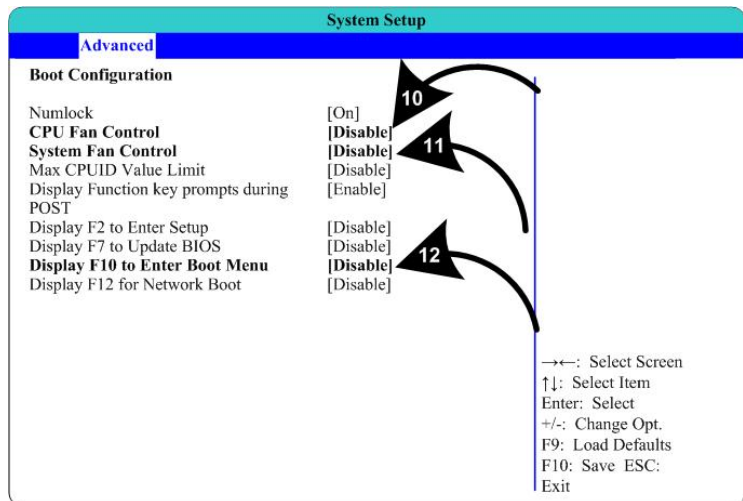 System Setup
Advanced
Boot Configuration
Numlock [On]
CPU Fan Control [Disable]
System Fan Control [Disable]
Max CPUID Value Limit [Disable]
Display Function key prompts during [Enable]
POST
Display F2 to Enter Setup [Disable]
Display F7 to Update BIOS [Disable]
Display F10 to Enter Boot Menu [Disable]
Display F12 for Network Boot [Disable]
10
11
12
→←: Select Screen
↑↓: Select Item
Enter: Select
+/-: Change Opt.
F9: Load Defaults
F10: Save ESC:
Exit